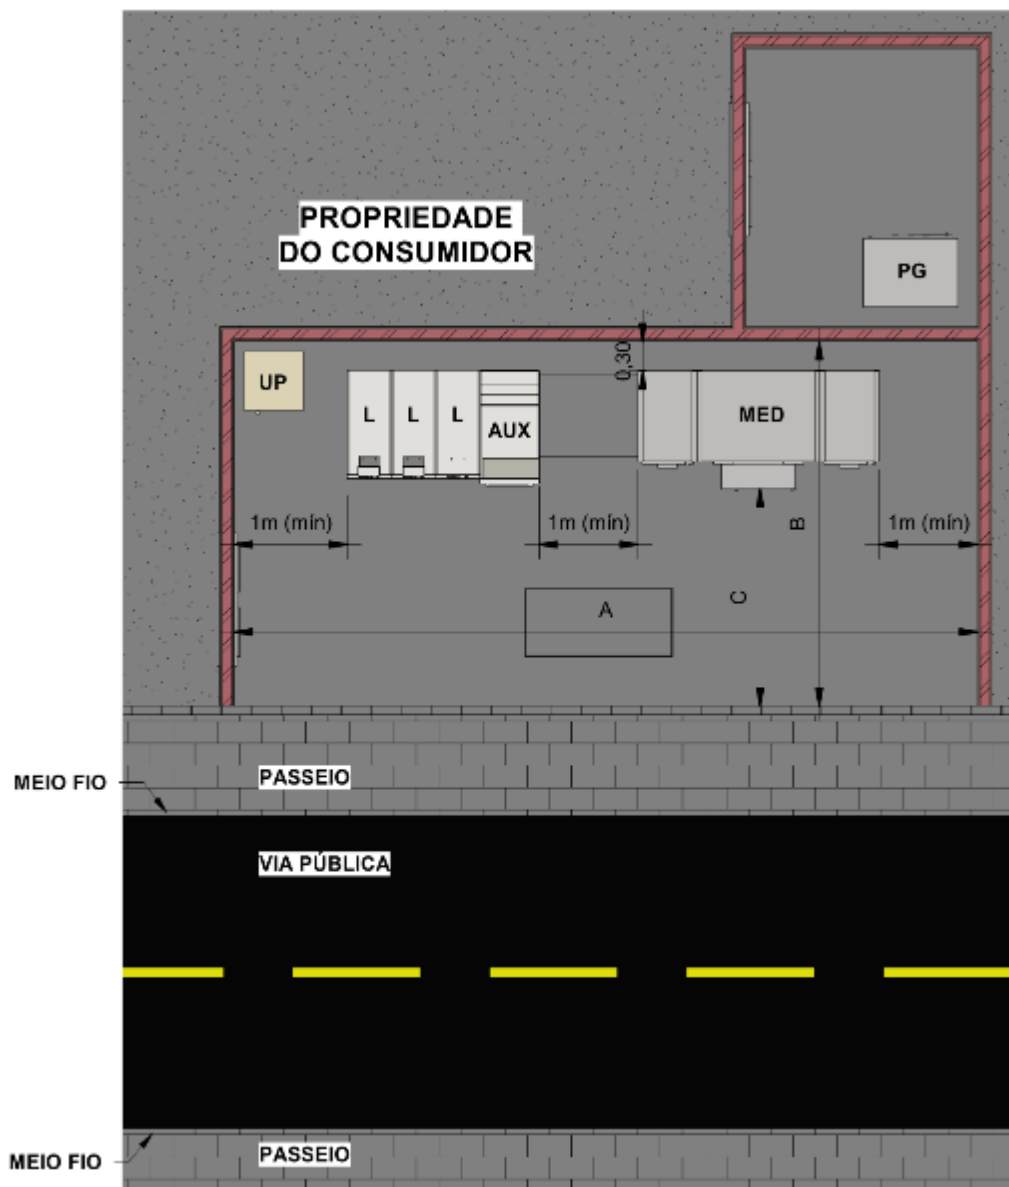 PROPRIEDADE
DO CONSUMIDOR
PG
UP
0,30
L
L
L
AUX
MED
1m (mín)
1m (mín)
B
1m (mín)
C
A
MEIO FIO
PASSEIO
VIA PÚBLICA
MEIO FIO
PASSEIO